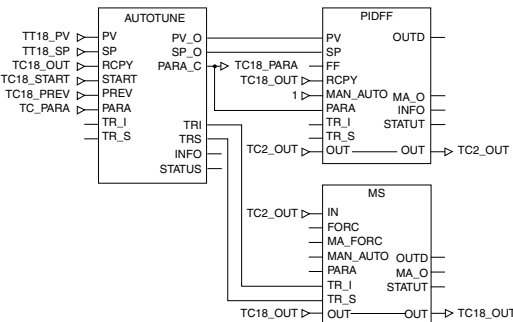 AUTOTUNE
TT18_PV PV PV_O
TT18_SP SP SP_O
TC18_OUT RCPY PARA_C TC18_PARA
TC18_START START
TC18_PREV PREV
TC_PARA PARA
TR_I TRI
TR_S TRS
INFO
STATUS
PIDFF
PV OUTD
SP
FF
TC18_OUT RCPY
1 MAN_AUTO MA_O
PARA INFO
TR_I STATUT
TR_S
TC2_OUT OUT OUT TC2_OUT
MS
TC2_OUT IN
FORC
MA_FORC
MAN_AUTO OUTD
PARA MA_O
TR_I STATUT
TR_S
TC18_OUT OUT OUT TC18_OUT